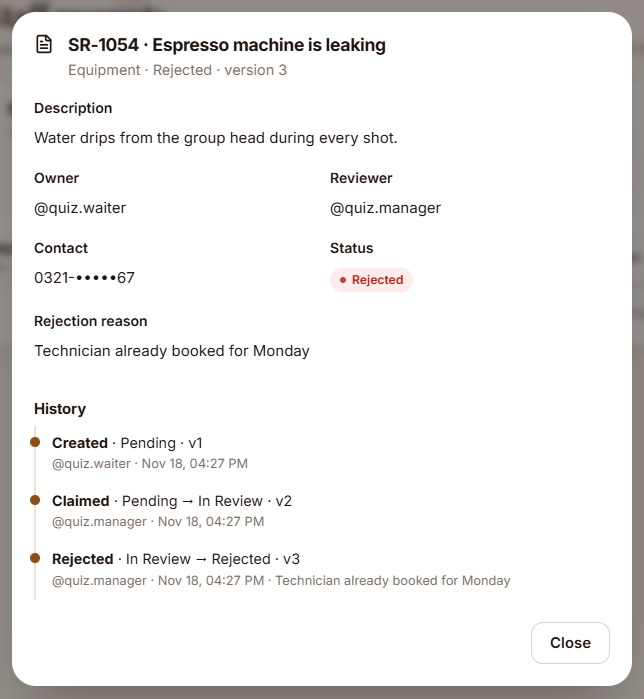 SR-1054 · Espresso machine is leaking
Equipment · Rejected · version 3
Description
Water drips from the group head during every shot.
Owner
Reviewer
@quiz.waiter
@quiz.manager
Contact
Status
0321-•••••67
Rejected
Rejection reason
Technician already booked for Monday
History
Created · Pending · v1
@quiz.waiter · Nov 18, 04:27 PM
Claimed · Pending → In Review · v2
@quiz.manager · Nov 18, 04:27 PM
Rejected · In Review → Rejected · v3
@quiz.manager · Nov 18, 04:27 PM · Technician already booked for Monday
Close